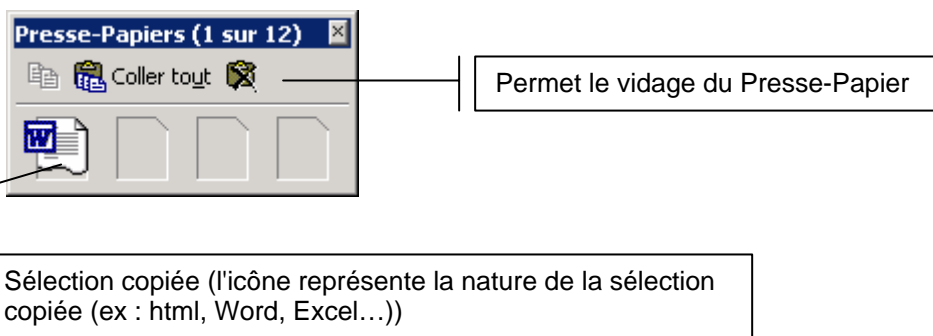 Presse-Papiers (1 sur 12)
Coller tout
Permet le vidage du Presse-Papier
W
Sélection copiée (l'icône représente la nature de la sélection
copiée (ex : html, Word, Excel…))